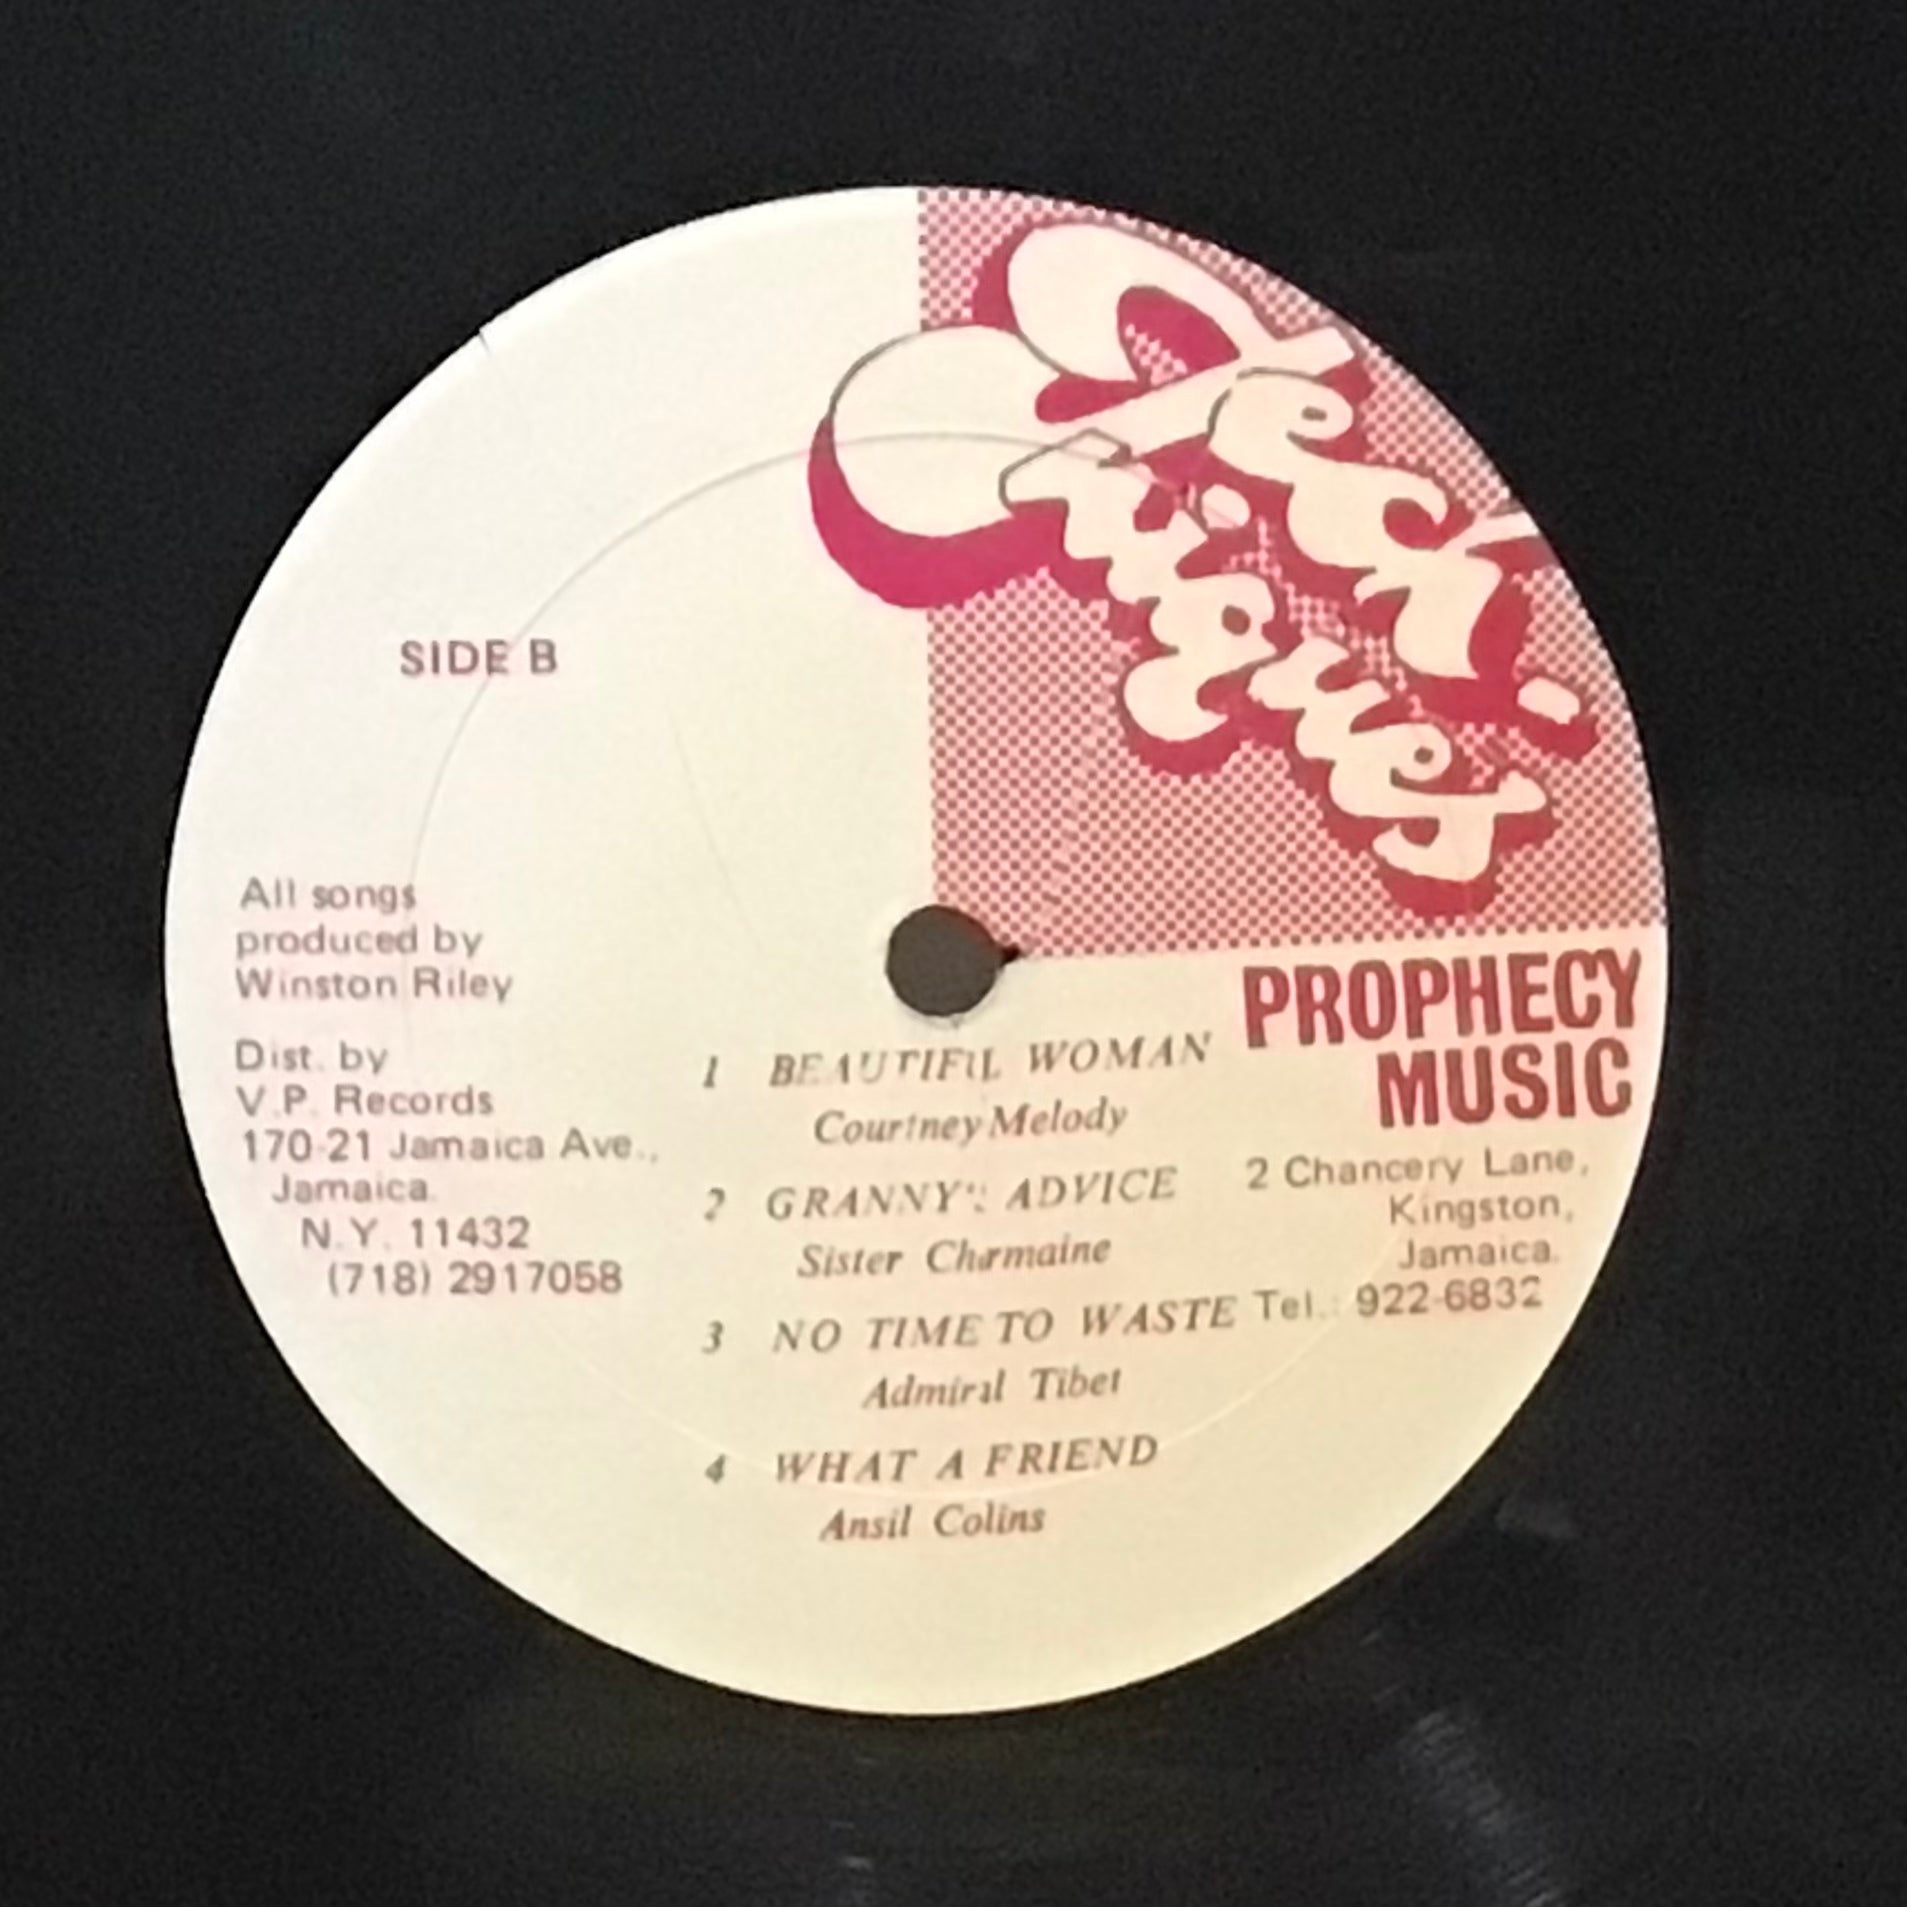 Techniques
SIDE B
All songs
produced by
Winston Riley
Dist. by
V.P. Records
170-21 Jamaica Ave.,
Jamaica.
N.Y. 11432
(718) 2917058
PROPHECY
MUSIC
2 Chancery Lane,
Kingston,
Jamaica.
Tel.: 922-6832
1 BEAUTIFUL WOMAN
Courtney Melody
2 GRANNY'S ADVICE
Sister Charmaine
3 NO TIME TO WASTE
Admiral Tibet
4 WHAT A FRIEND
Ansil Colins